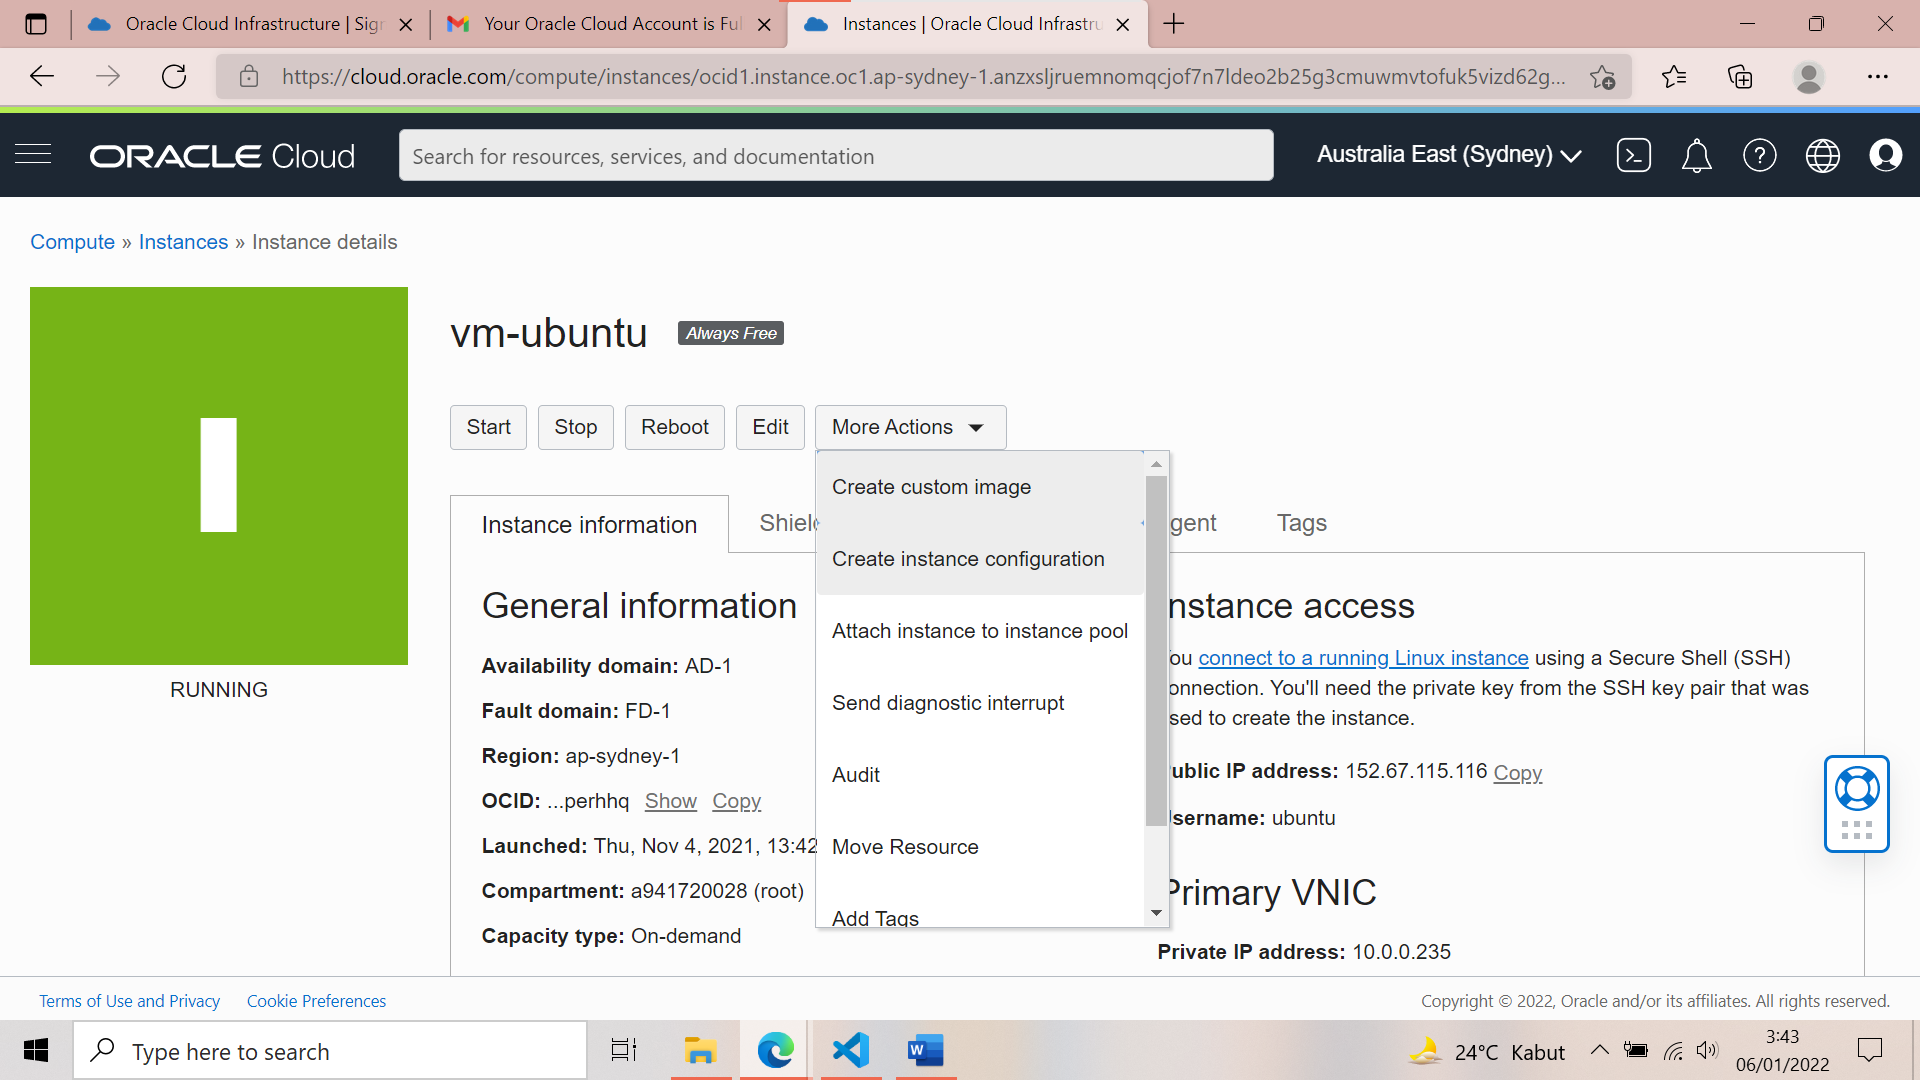 Oracle Cloud Infrastructure | Sign
Your Oracle Cloud Account is Ful
Instances | Oracle Cloud Infrastru
https://cloud.oracle.com/compute/instances/ocid1.instance.oc1.ap-sydney-1.anzxsljruemnomqcjof7n7ldeo2b25g3cmuwmvtofuk5vizd62g...
ORACLE Cloud
Search for resources, services, and documentation
Australia East (Sydney)
Compute » Instances » Instance details
I
RUNNING
vm-ubuntu Always Free
Start Stop Reboot Edit More Actions
Create custom image
Create instance configuration
Attach instance to instance pool
Send diagnostic interrupt
Audit
Move Resource
Add Tags
Instance information Shiel gent Tags
General information
Availability domain: AD-1
Fault domain: FD-1
Region: ap-sydney-1
OCID: ...perhhq Show Copy
Launched: Thu, Nov 4, 2021, 13:42
Compartment: a941720028 (root)
Capacity type: On-demand
nstance access
ou connect to a running Linux instance using a Secure Shell (SSH)
onnection. You'll need the private key from the SSH key pair that was
sed to create the instance.
ublic IP address: 152.67.115.116 Copy
sername: ubuntu
Primary VNIC
Private IP address: 10.0.0.235
Terms of Use and Privacy Cookie Preferences
Copyright © 2022, Oracle and/or its affiliates. All rights reserved.
Type here to search
24°C Kabut
3:43
06/01/2022